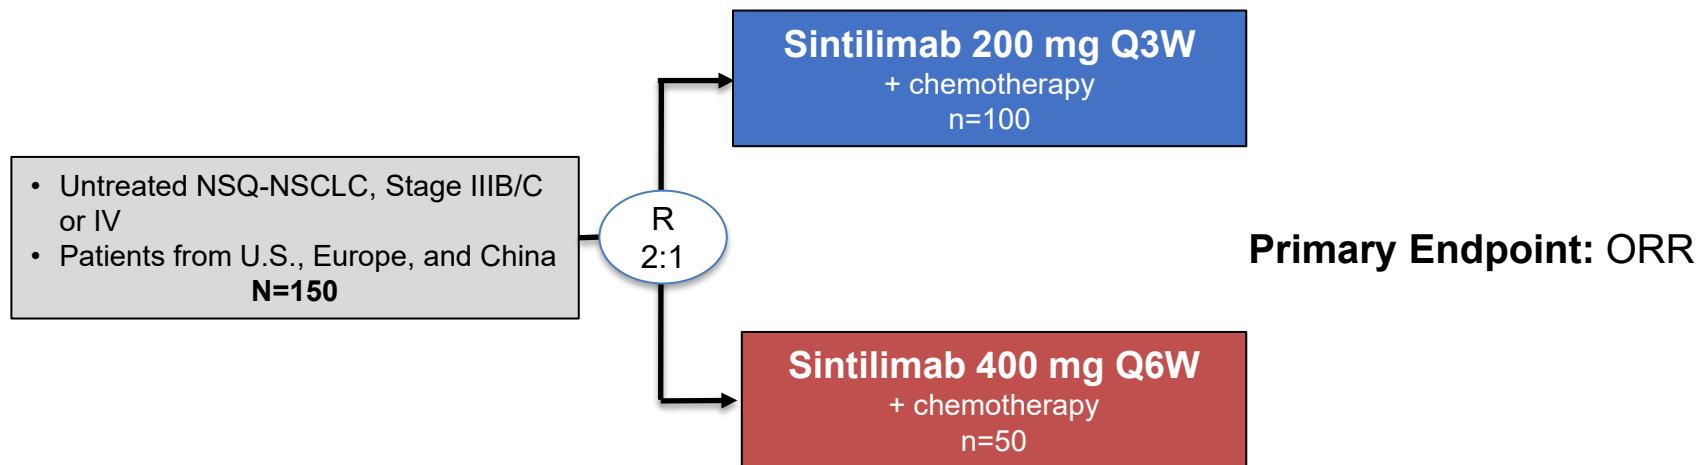 • Untreated NSQ-NSCLC, Stage IIIB/C
or IV
• Patients from U.S., Europe, and China
N=150
R
2:1
Sintilimab 200 mg Q3W
+ chemotherapy
n=100
Sintilimab 400 mg Q6W
+ chemotherapy
n=50
Primary Endpoint: ORR